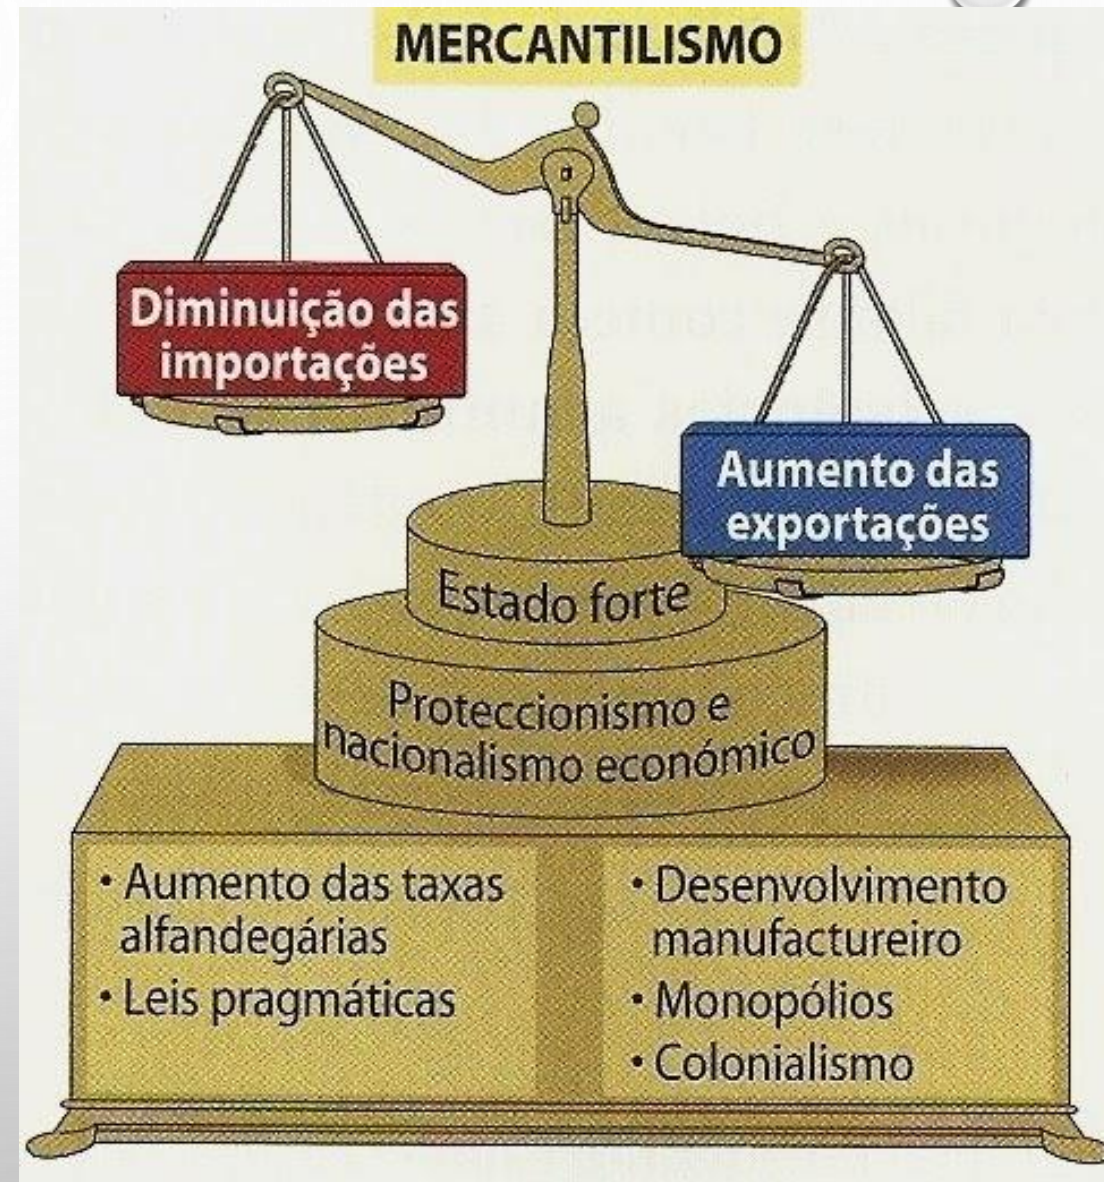 MERCANTILISMO
Diminuição das
importações
Aumento das
exportações
Estado forte
Proteccionismo e
nacionalismo económico
• Aumento das taxas
alfandegárias
• Leis pragmáticas
• Desenvolvimento
manufactureiro
• Monopólios
• Colonialismo